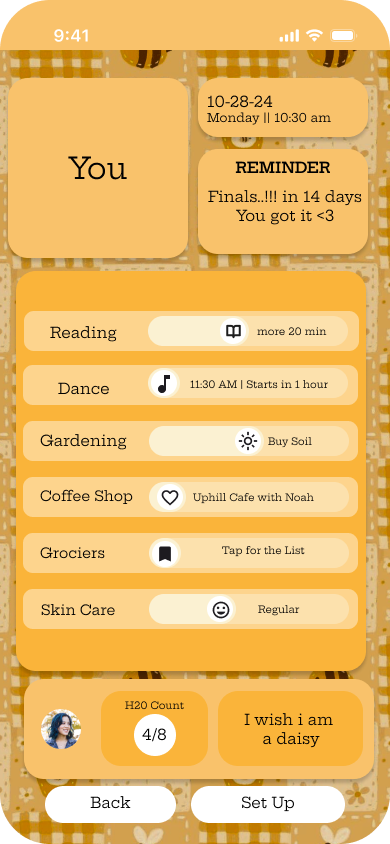 9:41
You
10-28-24
Monday || 10:30 am
REMINDER
Finals..!!! in 14 days
You got it <3
Reading
more 20 min
Dance
11:30 AM | Starts in 1 hour
Gardening
Buy Soil
Coffee Shop
Uphill Cafe with Noah
Grociers
Tap for the List
Skin Care
Regular
H20 Count
4/8
I wish i am
a daisy
Back
Set Up